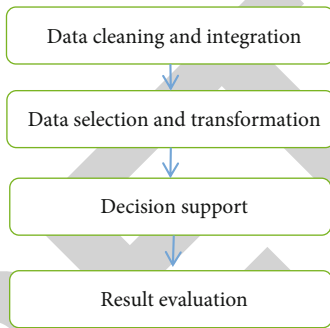 Data cleaning and integration
Data selection and transformation
Decision support
Result evaluation